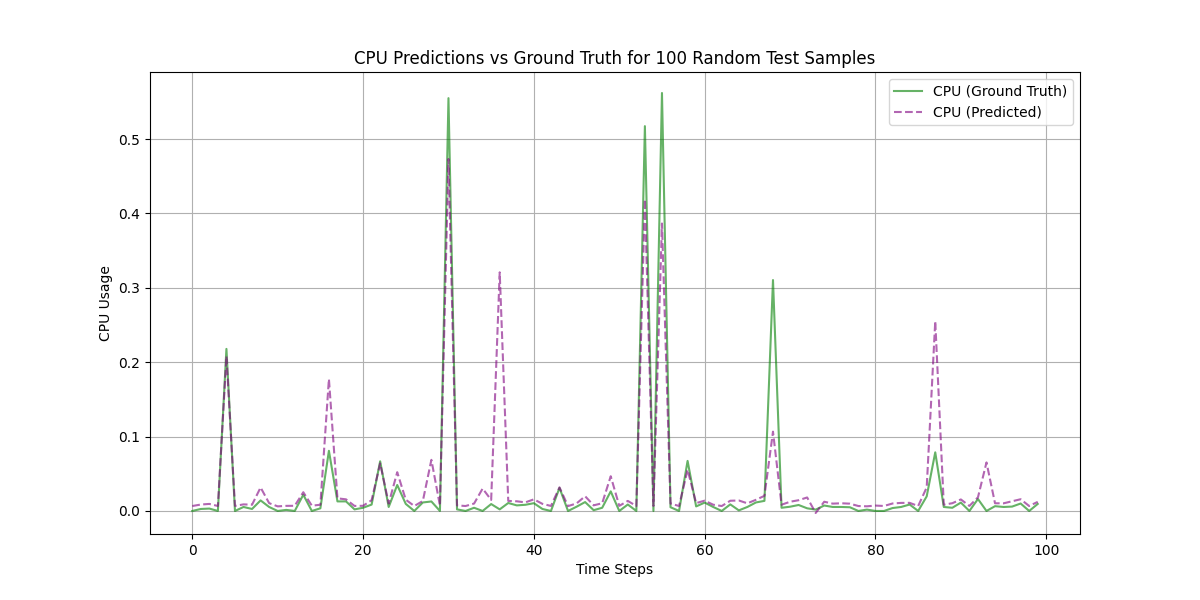 CPU Predictions vs Ground Truth for 100 Random Test Samples
CPU (Ground Truth)
CPU (Predicted)
CPU Usage
0.5
0.4
0.3
0.2
0.1
0.0
0 20 40 60 80 100
Time Steps